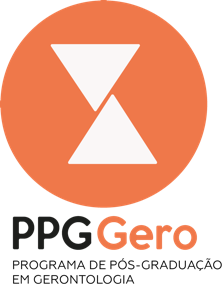 PPGGero
PROGRAMA DE PÓS-GRADUAÇÃO
EM GERONTOLOGIA